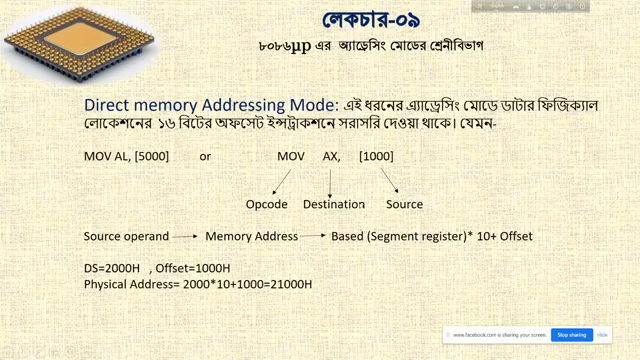 লেকচার-০৯
৮০৮৬μp এর অ্যাড্রেসিং মোডের শ্রেনীবিভাগ
Direct memory Addressing Mode: এই ধরনের এ্যাড্রেসিং মোডে ডাটার ফিজিক্যাল
লোকেশনের ১৬ বিটের অফসেট ইন্সট্রাকশনে সরাসরি দেওয়া থাকে। যেমন-
MOV AL, [5000] or MOV AX, [1000]
Opcode Destination Source
Source operand Memory Address Based (Segment register)* 10+ Offset
DS=2000H , Offset=1000H
Physical Address= 2000*10+1000=21000H
www.facebook.com is sharing your screen. Stop sharing Hide